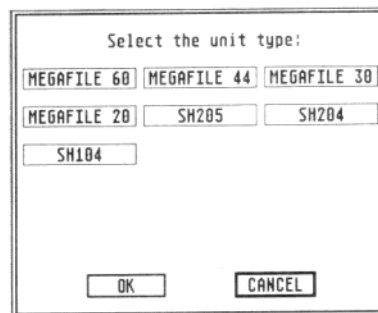 Select the unit type:
MEGAFILE 60 MEGAFILE 44 MEGAFILE 30
MEGAFILE 20 SH205 SH204
SH104
OK CANCEL